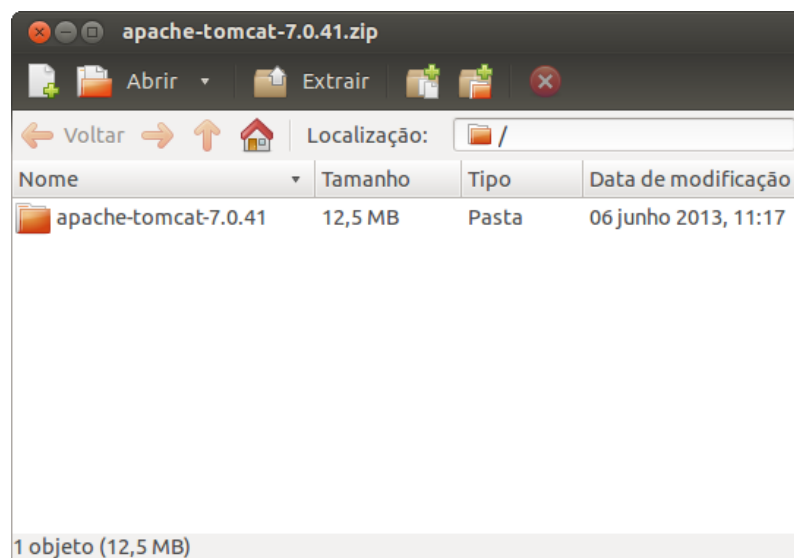 apache-tomcat-7.0.41.zip
Abrir Extrair
Voltar Localização: /
Nome Tamanho Tipo Data de modificação
apache-tomcat-7.0.41 12,5 MB Pasta 06 junho 2013, 11:17
1 objeto (12,5 MB)